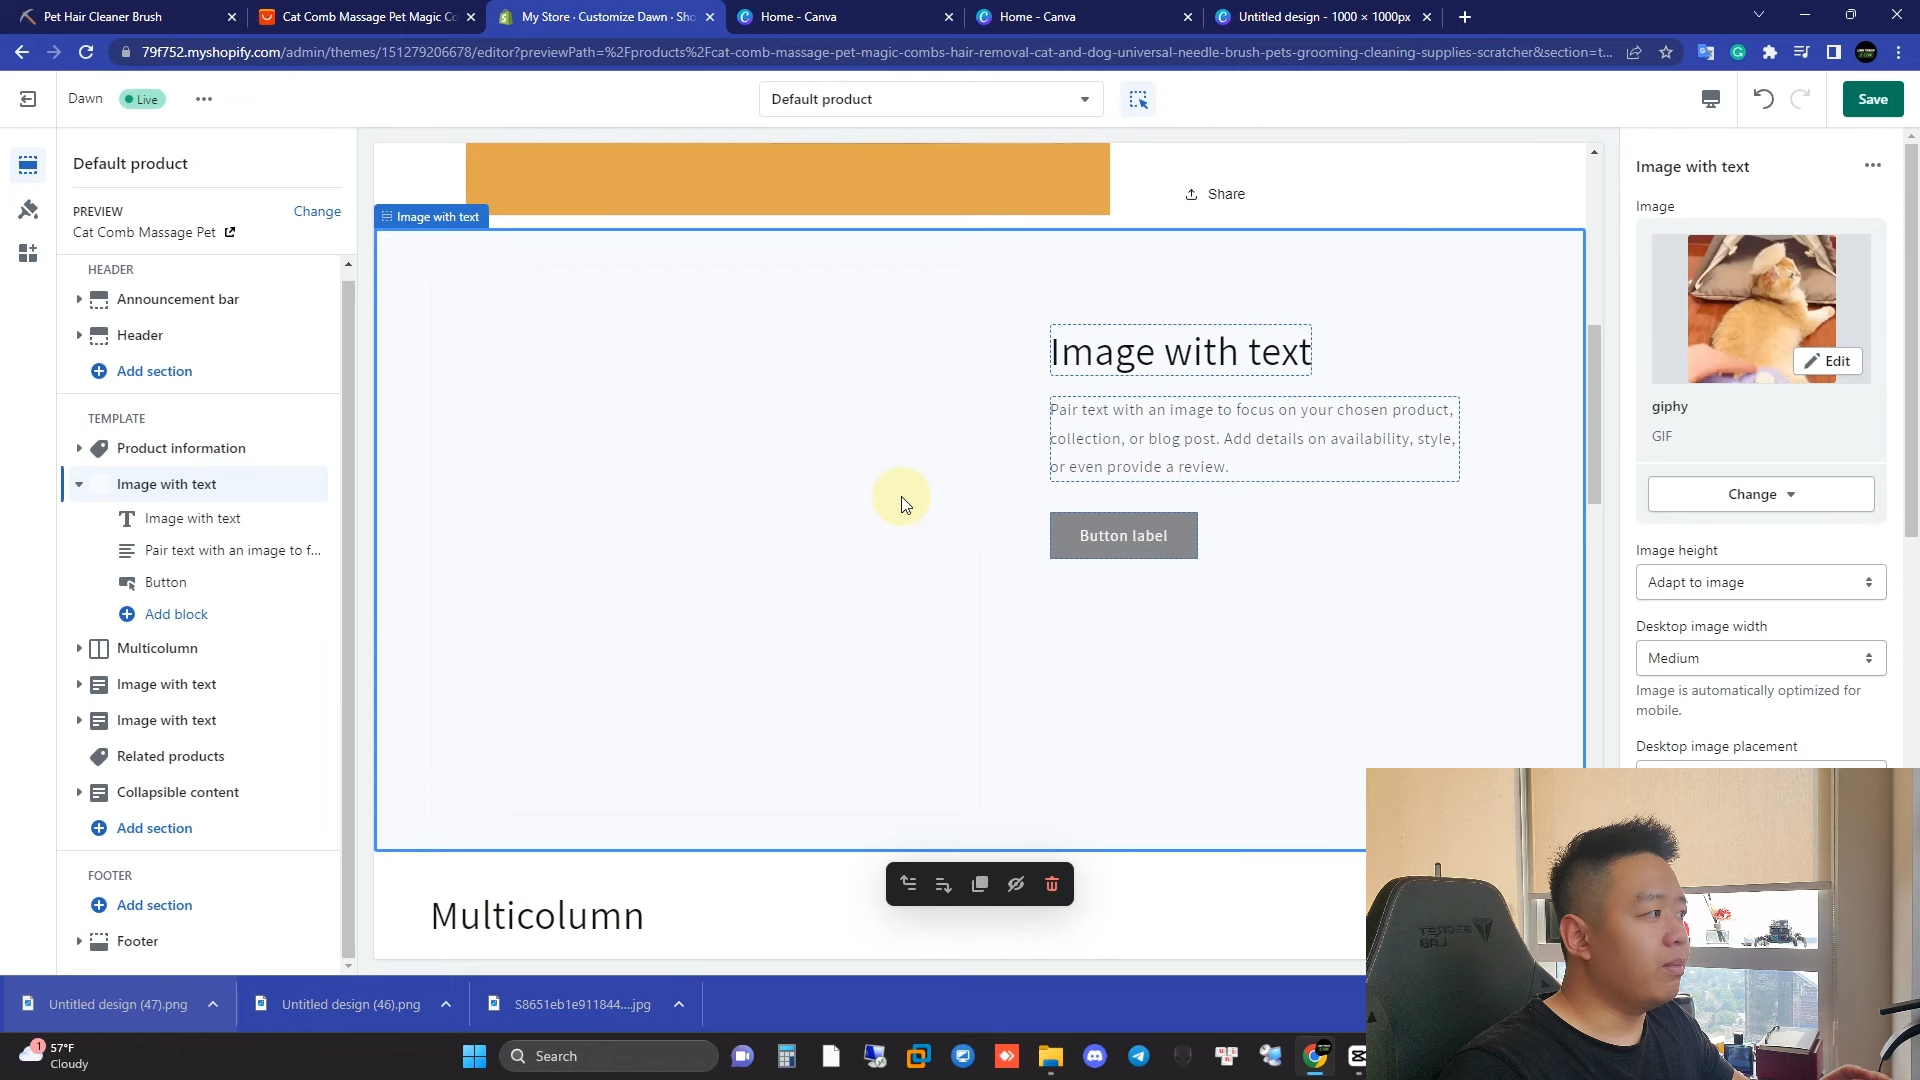 Pet Hair Cleaner Brush
Cat Comb Massage Pet Magic Co
My Store · Customize Dawn · Sho
Home - Canva
Home - Canva
Untitled design - 1000 × 1000px
79f752.myshopify.com/admin/themes/151279206678/editor?previewPath=%2Fproducts%2Fcat-comb-massage-pet-magic-combs-hair-removal-cat-and-dog-universal-needle-brush-pets-grooming-cleaning-supplies-scratcher&section=t...
Dawn
Live
Default product
Save
Default product
PREVIEW
Change
Cat Comb Massage Pet
HEADER
Announcement bar
Header
Add section
TEMPLATE
Product information
Image with text
Image with text
Pair text with an image to f...
Button
Add block
Multicolumn
Image with text
Image with text
Related products
Collapsible content
Add section
FOOTER
Add section
Footer
Share
Image with text
Image with text
Pair text with an image to focus on your chosen product,
collection, or blog post. Add details on availability, style,
or even provide a review.
Button label
Multicolumn
Image with text
Image
Edit
giphy
GIF
Change
Image height
Adapt to image
Desktop image width
Medium
Image is automatically optimized for
mobile.
Desktop image placement
SECRET
LAB
Untitled design (47).png
Untitled design (46).png
S8651eb1e911844....jpg
1
57°F
Cloudy
Search